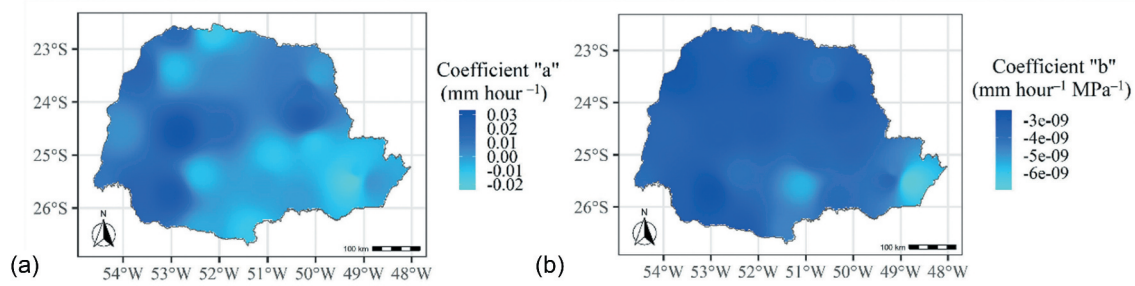 23°S
24°S
25°S
26°S
54°W 53°W 52°W 51°W 50°W 49°W 48°W
N
100 km
Coefficient "a"
(mm hour ⁻¹)
0.03
0.02
0.01
0.00
-0.01
-0.02
(a)
23°S
24°S
25°S
26°S
54°W 53°W 52°W 51°W 50°W 49°W 48°W
N
100 km
Coefficient "b"
(mm hour⁻¹ MPa⁻¹)
-3e-09
-4e-09
-5e-09
-6e-09
(b)